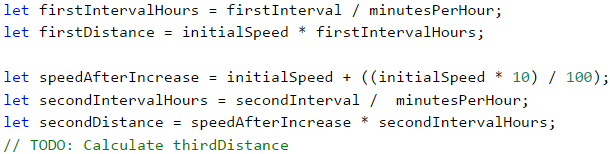 let firstIntervalHours = firstInterval / minutesPerHour;
let firstDistance = initialSpeed * firstIntervalHours;
let speedAfterIncrease = initialSpeed + ((initialSpeed * 10) / 100);
let secondIntervalHours = secondInterval /  minutesPerHour;
let secondDistance = speedAfterIncrease * secondIntervalHours;
// TODO: Calculate thirdDistance